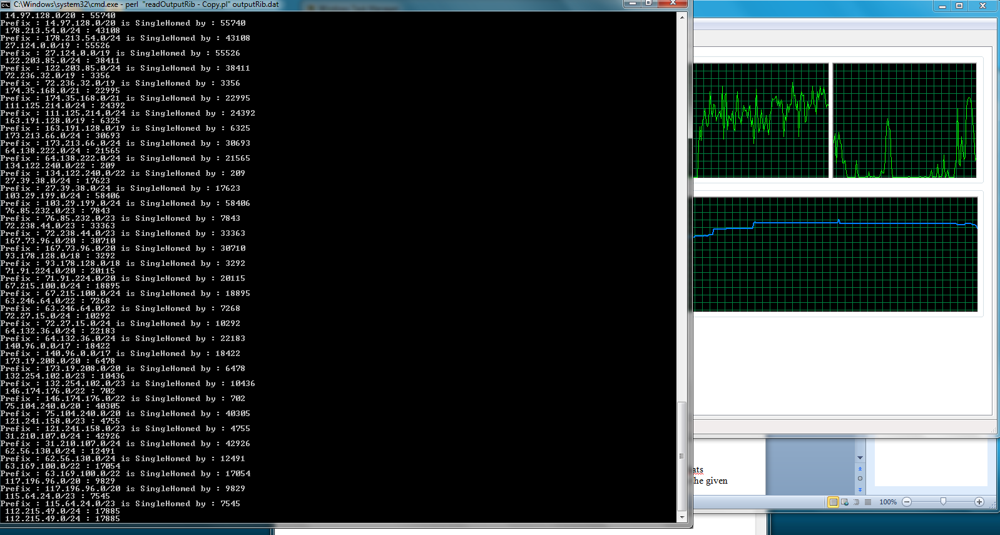 C:\Windows\system32\cmd.exe - perl  "readOutputRib - Copy.pl" outputRib.dat
14.97.128.0/20 : 55740
Prefix : 14.97.128.0/20 is SingleHomed by : 55740
178.213.54.0/24 : 43108
Prefix : 178.213.54.0/24 is SingleHomed by : 43108
27.124.0.0/19 : 55526
Prefix : 27.124.0.0/19 is SingleHomed by : 55526
122.203.85.0/24 : 38411
Prefix : 122.203.85.0/24 is SingleHomed by : 38411
72.236.32.0/19 : 3356
Prefix : 72.236.32.0/19 is SingleHomed by : 3356
174.35.168.0/21 : 22995
Prefix : 174.35.168.0/21 is SingleHomed by : 22995
111.125.214.0/24 : 24392
Prefix : 111.125.214.0/24 is SingleHomed by : 24392
163.191.128.0/19 : 6325
Prefix : 163.191.128.0/19 is SingleHomed by : 6325
173.213.66.0/24 : 30693
Prefix : 173.213.66.0/24 is SingleHomed by : 30693
64.138.222.0/24 : 21565
Prefix : 64.138.222.0/24 is SingleHomed by : 21565
134.122.240.0/22 : 209
Prefix : 134.122.240.0/22 is SingleHomed by : 209
27.39.38.0/24 : 17623
Prefix : 27.39.38.0/24 is SingleHomed by : 17623
103.29.199.0/24 : 58406
Prefix : 103.29.199.0/24 is SingleHomed by : 58406
76.85.232.0/23 : 7843
Prefix : 76.85.232.0/23 is SingleHomed by : 7843
72.238.44.0/23 : 33363
Prefix : 72.238.44.0/23 is SingleHomed by : 33363
167.73.96.0/20 : 30710
Prefix : 167.73.96.0/20 is SingleHomed by : 30710
93.178.128.0/18 : 3292
Prefix : 93.178.128.0/18 is SingleHomed by : 3292
71.91.224.0/20 : 20115
Prefix : 71.91.224.0/20 is SingleHomed by : 20115
67.215.100.0/24 : 18895
Prefix : 67.215.100.0/24 is SingleHomed by : 18895
63.246.64.0/22 : 7268
Prefix : 63.246.64.0/22 is SingleHomed by : 7268
72.27.15.0/24 : 10292
Prefix : 72.27.15.0/24 is SingleHomed by : 10292
64.132.36.0/24 : 22183
Prefix : 64.132.36.0/24 is SingleHomed by : 22183
140.96.0.0/17 : 18422
Prefix : 140.96.0.0/17 is SingleHomed by : 18422
173.19.208.0/20 : 6478
Prefix : 173.19.208.0/20 is SingleHomed by : 6478
132.254.102.0/23 : 10436
Prefix : 132.254.102.0/23 is SingleHomed by : 10436
146.174.176.0/22 : 702
Prefix : 146.174.176.0/22 is SingleHomed by : 702
75.104.240.0/20 : 40305
Prefix : 75.104.240.0/20 is SingleHomed by : 40305
121.241.158.0/23 : 4755
Prefix : 121.241.158.0/23 is SingleHomed by : 4755
31.210.107.0/24 : 42926
Prefix : 31.210.107.0/24 is SingleHomed by : 42926
62.56.130.0/24 : 12491
Prefix : 62.56.130.0/24 is SingleHomed by : 12491
63.169.100.0/22 : 17054
Prefix : 63.169.100.0/22 is SingleHomed by : 17054
117.196.96.0/20 : 9829
Prefix : 117.196.96.0/20 is SingleHomed by : 9829
115.64.24.0/23 : 7545
Prefix : 115.64.24.0/23 is SingleHomed by : 7545
112.215.49.0/24 : 17885
112.215.49.0/24 : 17885
ats
he given
100%